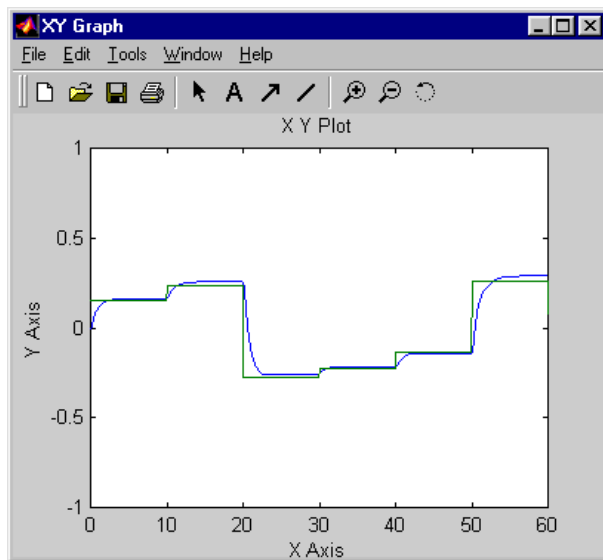 XY Graph
File Edit Tools Window Help
A
X Y Plot
1
0.5
0
-0.5
-1
Y Axis
0 10 20 30 40 50 60
X Axis